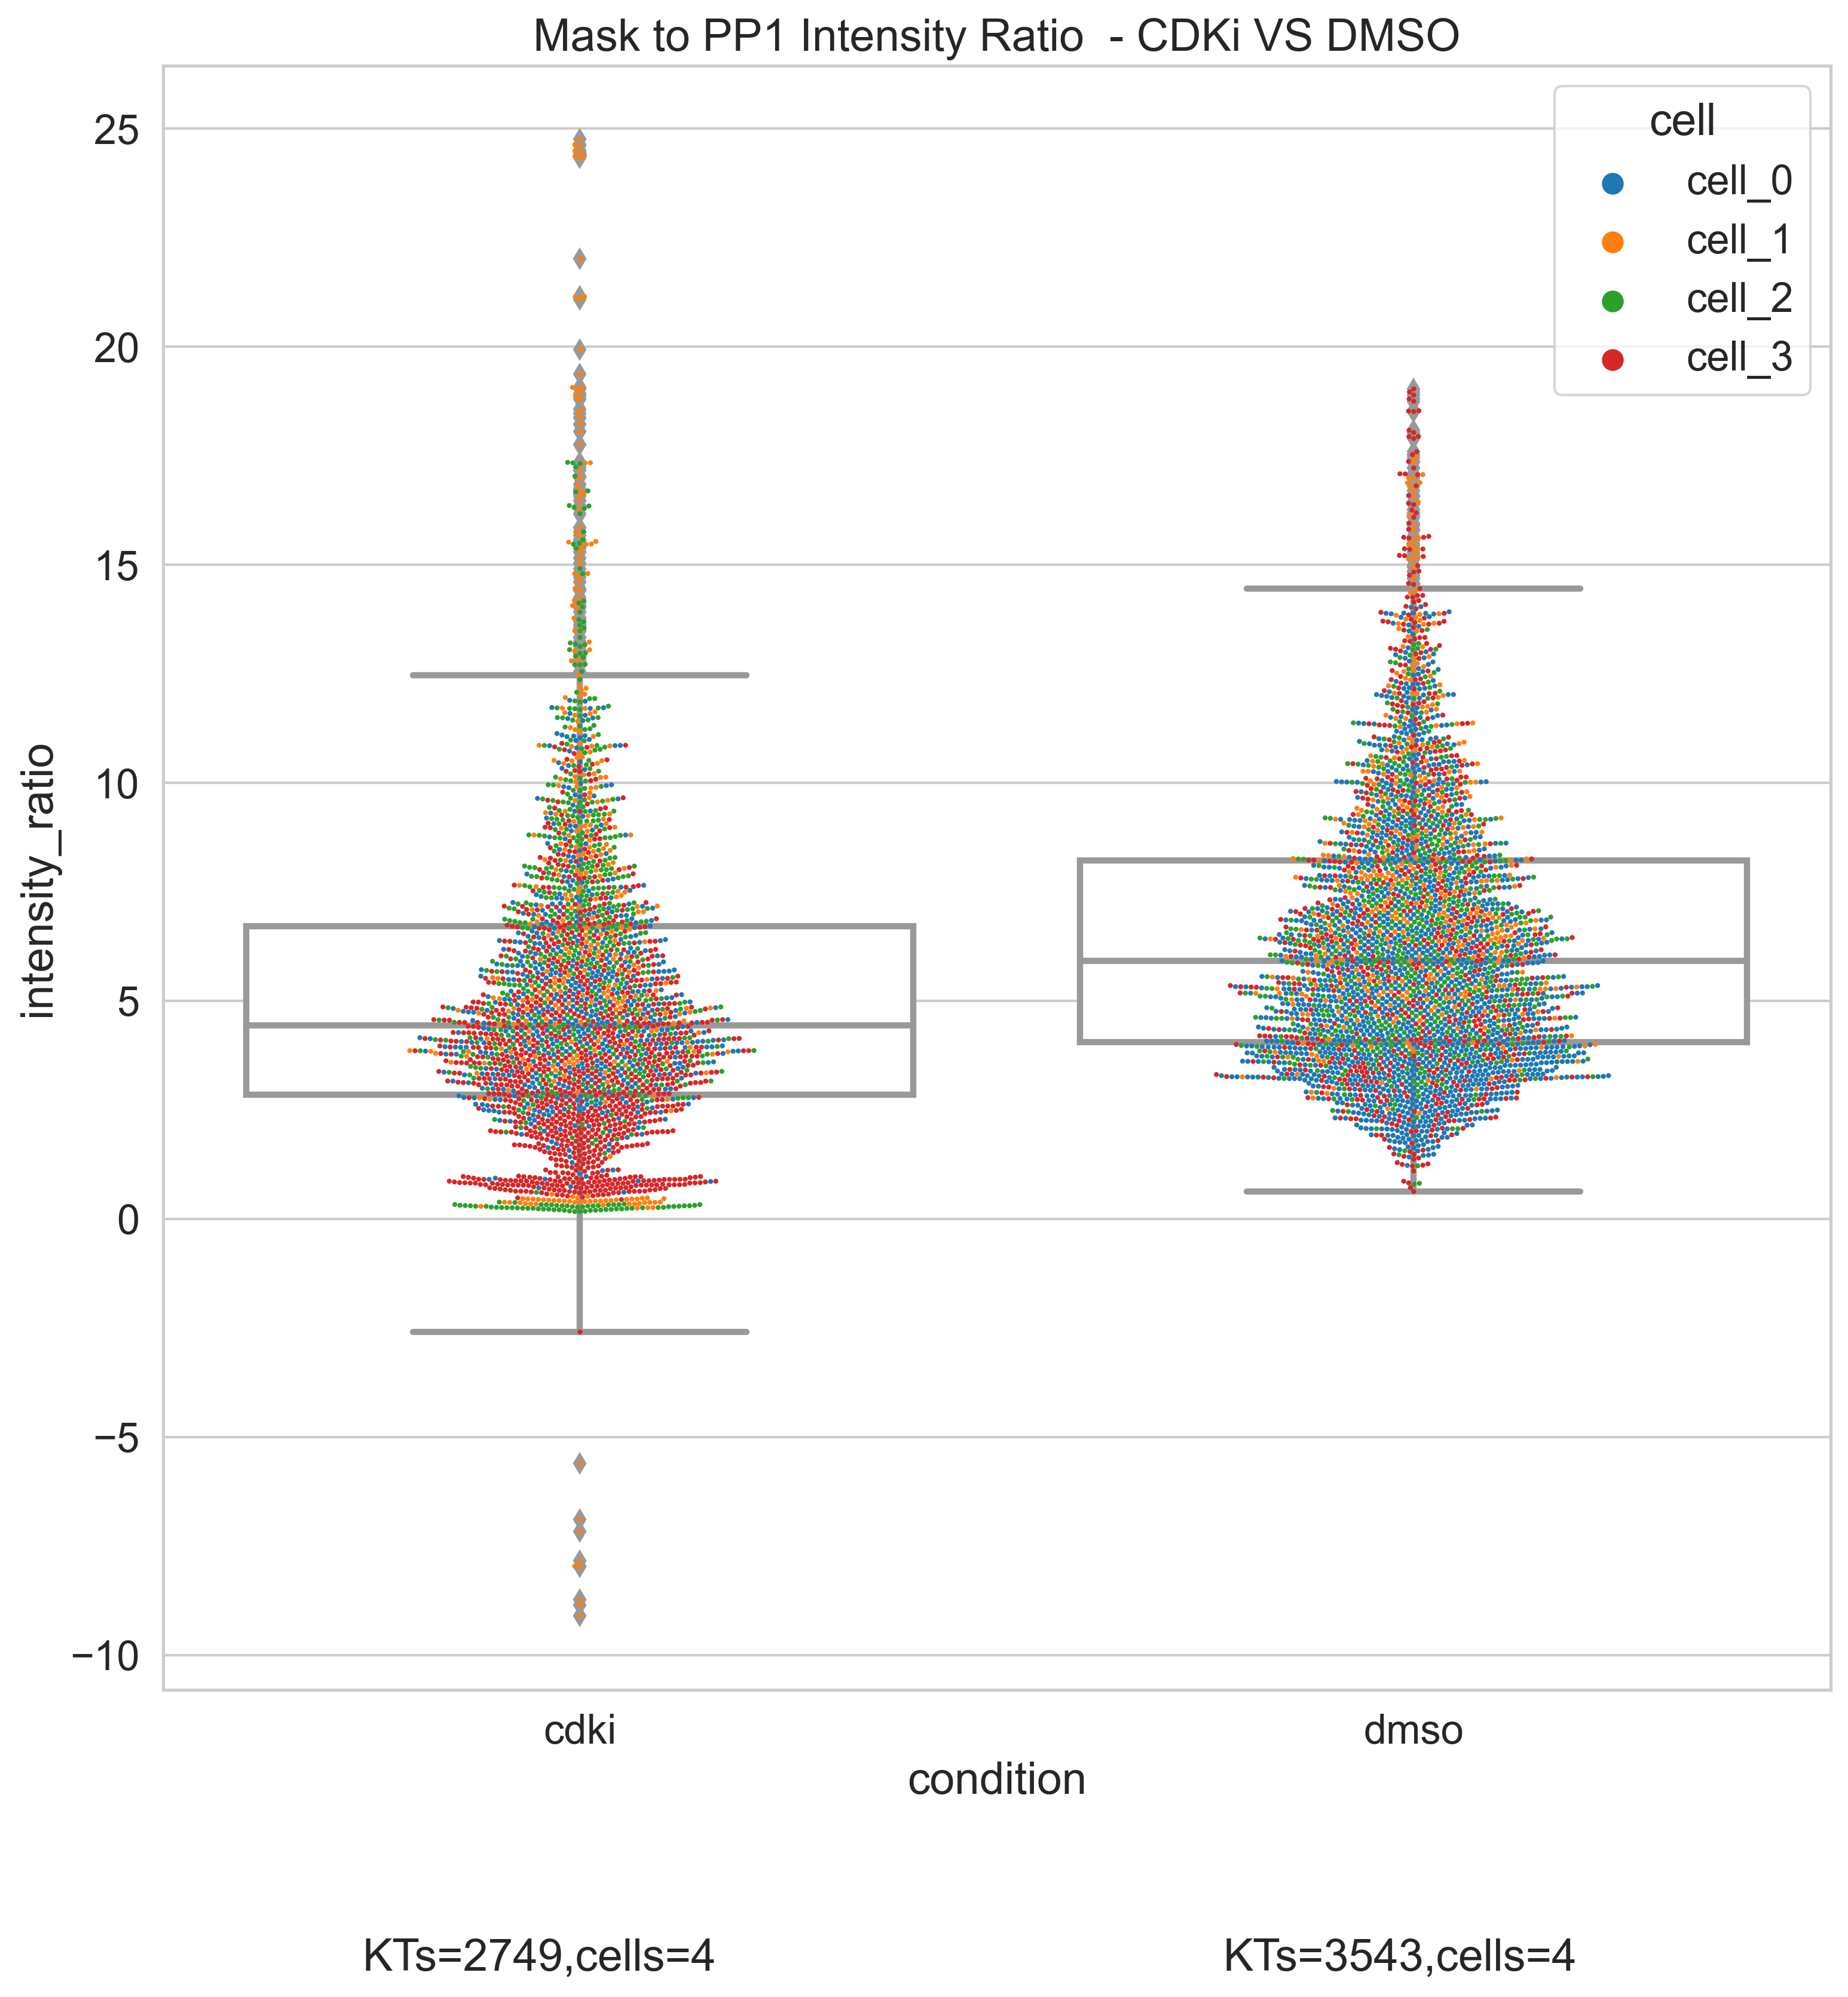 Mask to PP1 Intensity Ratio  - CDKi VS DMSO
cell
cell_0
cell_1
cell_2
cell_3
intensity_ratio
25
20
15
10
5
0
−5
−10
cdki
dmso
condition
KTs=2749,cells=4
KTs=3543,cells=4